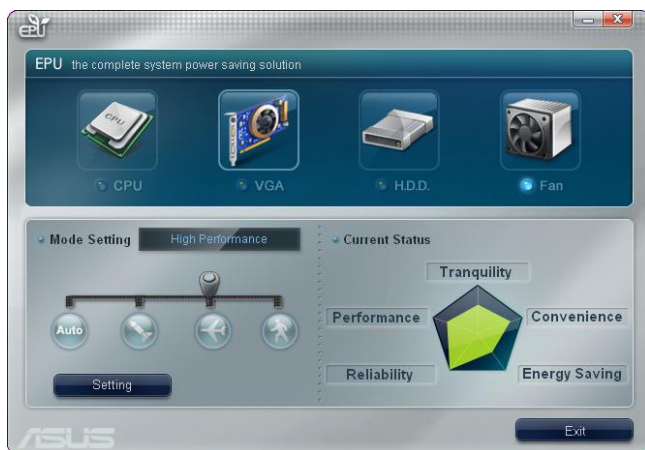 EPU
EPU the complete system power saving solution
CPU
CPU
VGA
H.D.D.
Fan
Mode Setting
High Performance
Current Status
Tranquility
Performance
Convenience
Auto
Reliability
Energy Saving
Setting
ASUS
Exit